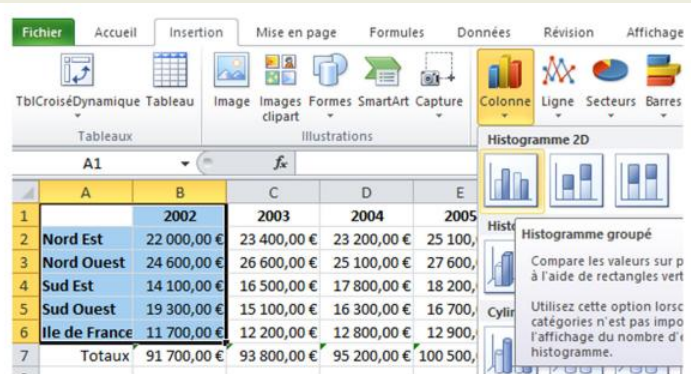 Fichier Accueil Insertion Mise en page Formules Données Révision Affichage
TblCroiséDynamique Tableau Image Images clipart Formes SmartArt Capture Colonne Ligne Secteurs Barres
Tableaux Illustrations Histogramme 2D
A1 fx
A B C D E
1 2002 2003 2004 2005
2 Nord Est 22 000,00 € 23 400,00 € 23 200,00 € 25 100,
3 Nord Ouest 24 600,00 € 26 600,00 € 25 100,00 € 27 600,
4 Sud Est 14 100,00 € 16 500,00 € 17 800,00 € 18 200,
5 Sud Ouest 19 300,00 € 15 100,00 € 16 300,00 € 16 700,
6 Ile de France 11 700,00 € 12 200,00 € 12 800,00 € 12 900,
7 Totaux 91 700,00 € 93 800,00 € 95 200,00 € 100 500,
Histo
Histogramme groupé
Compare les valeurs sur p
à l'aide de rectangles vert
Cylin
Utilisez cette option lorsc
catégories n'est pas impo
l'affichage du nombre d'é
histogramme.